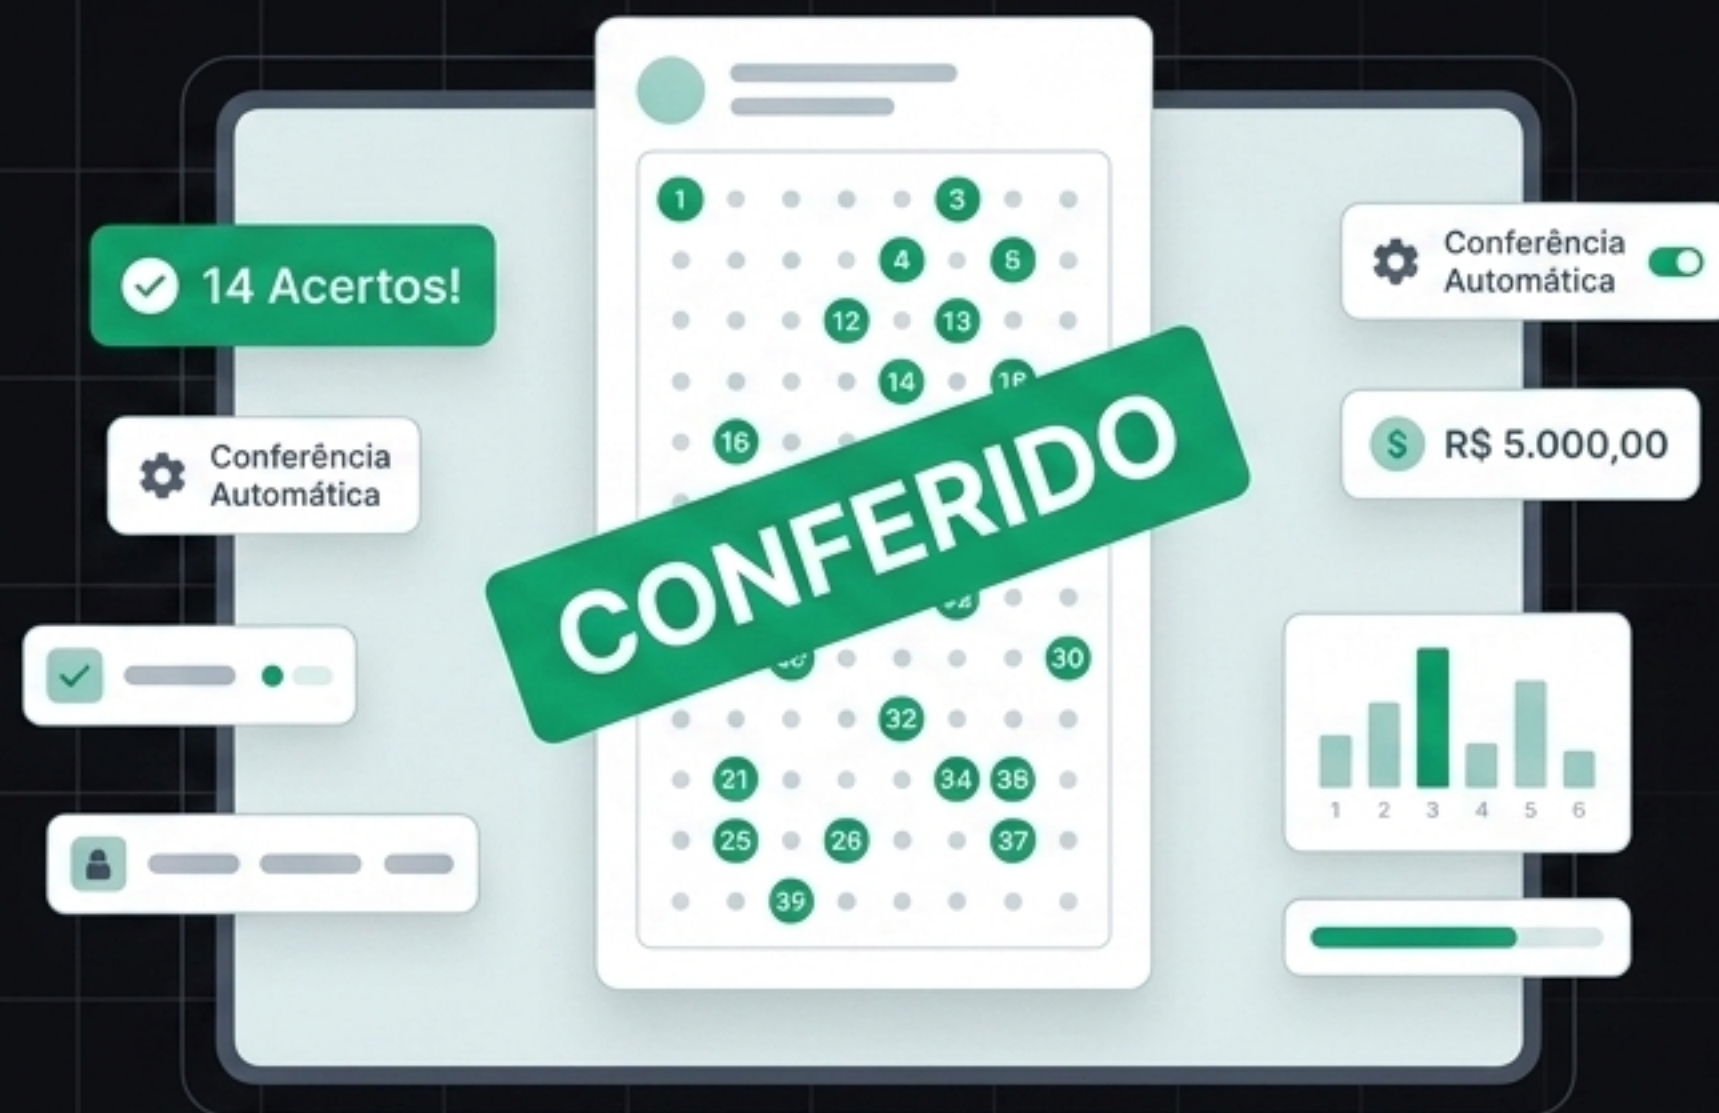 1 3
4
14 Acertos!
12 13
14
16
Conferência
Automática
Conferência
Automática
$ R$ 5.000,00
CONFERIDO
30
32
21 34
25 26 37
39
1 2 3 4 5 6